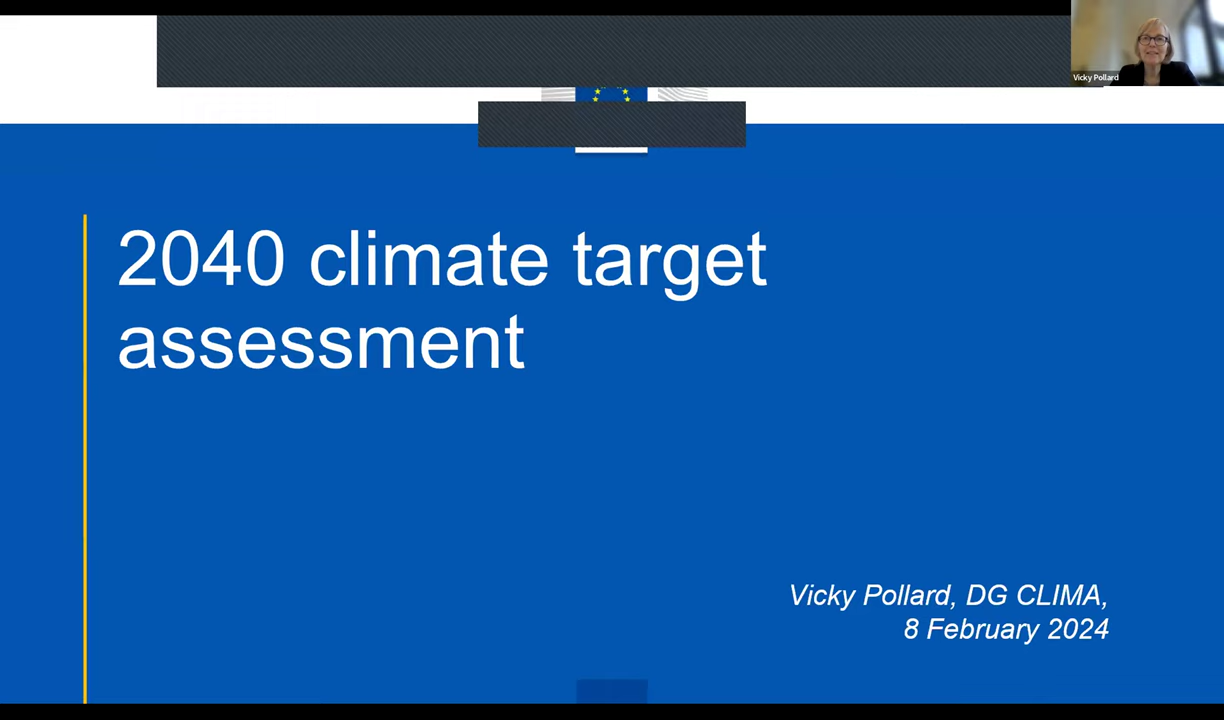 Vicky Pollard
2040 climate target
assessment
Vicky Pollard, DG CLIMA,
8 February 2024